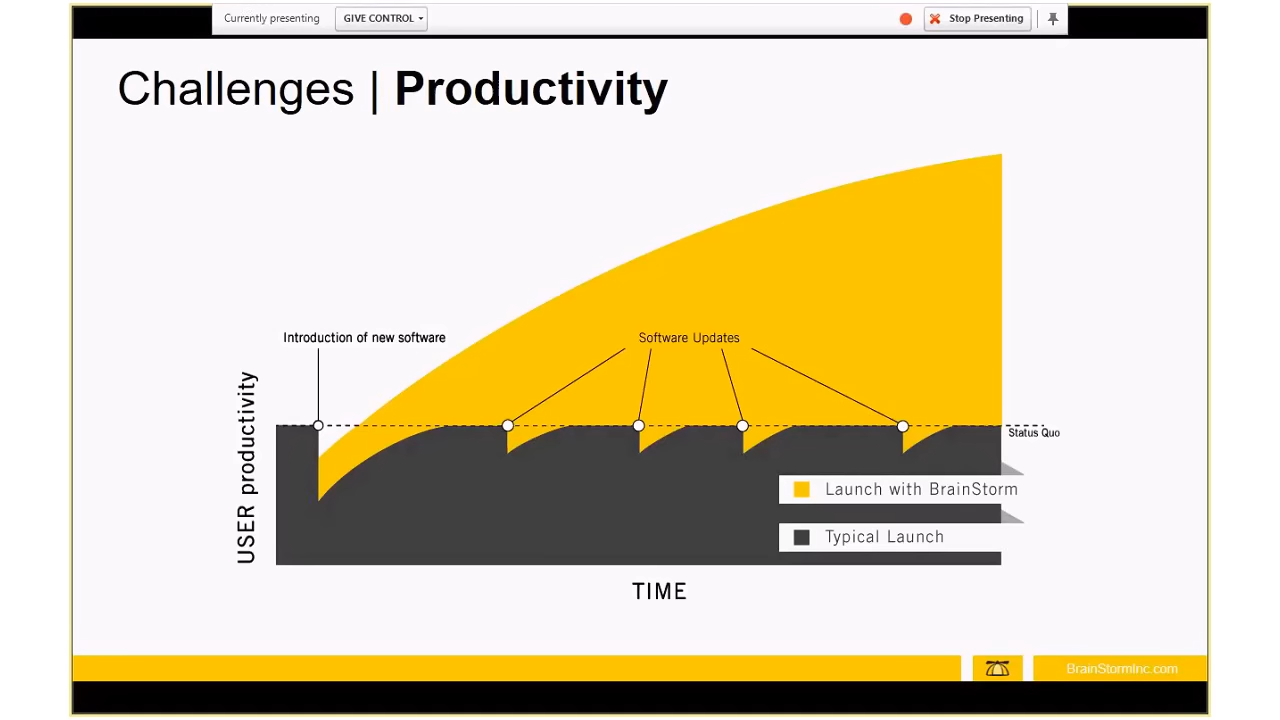 Currently presenting
GIVE CONTROL
Stop Presenting
Challenges | Productivity
Introduction of new software
Software Updates
USER productivity
Status Quo
Launch with BrainStorm
Typical Launch
TIME
BrainStormInc.com